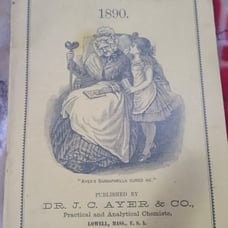 1890.
"AYER'S SARSAPARILLA CURED ME."
PUBLISHED BY
DR. J. C. AYER & CO.,
Practical and Analytical Chemists,
LOWELL, MASS., U. S. A.